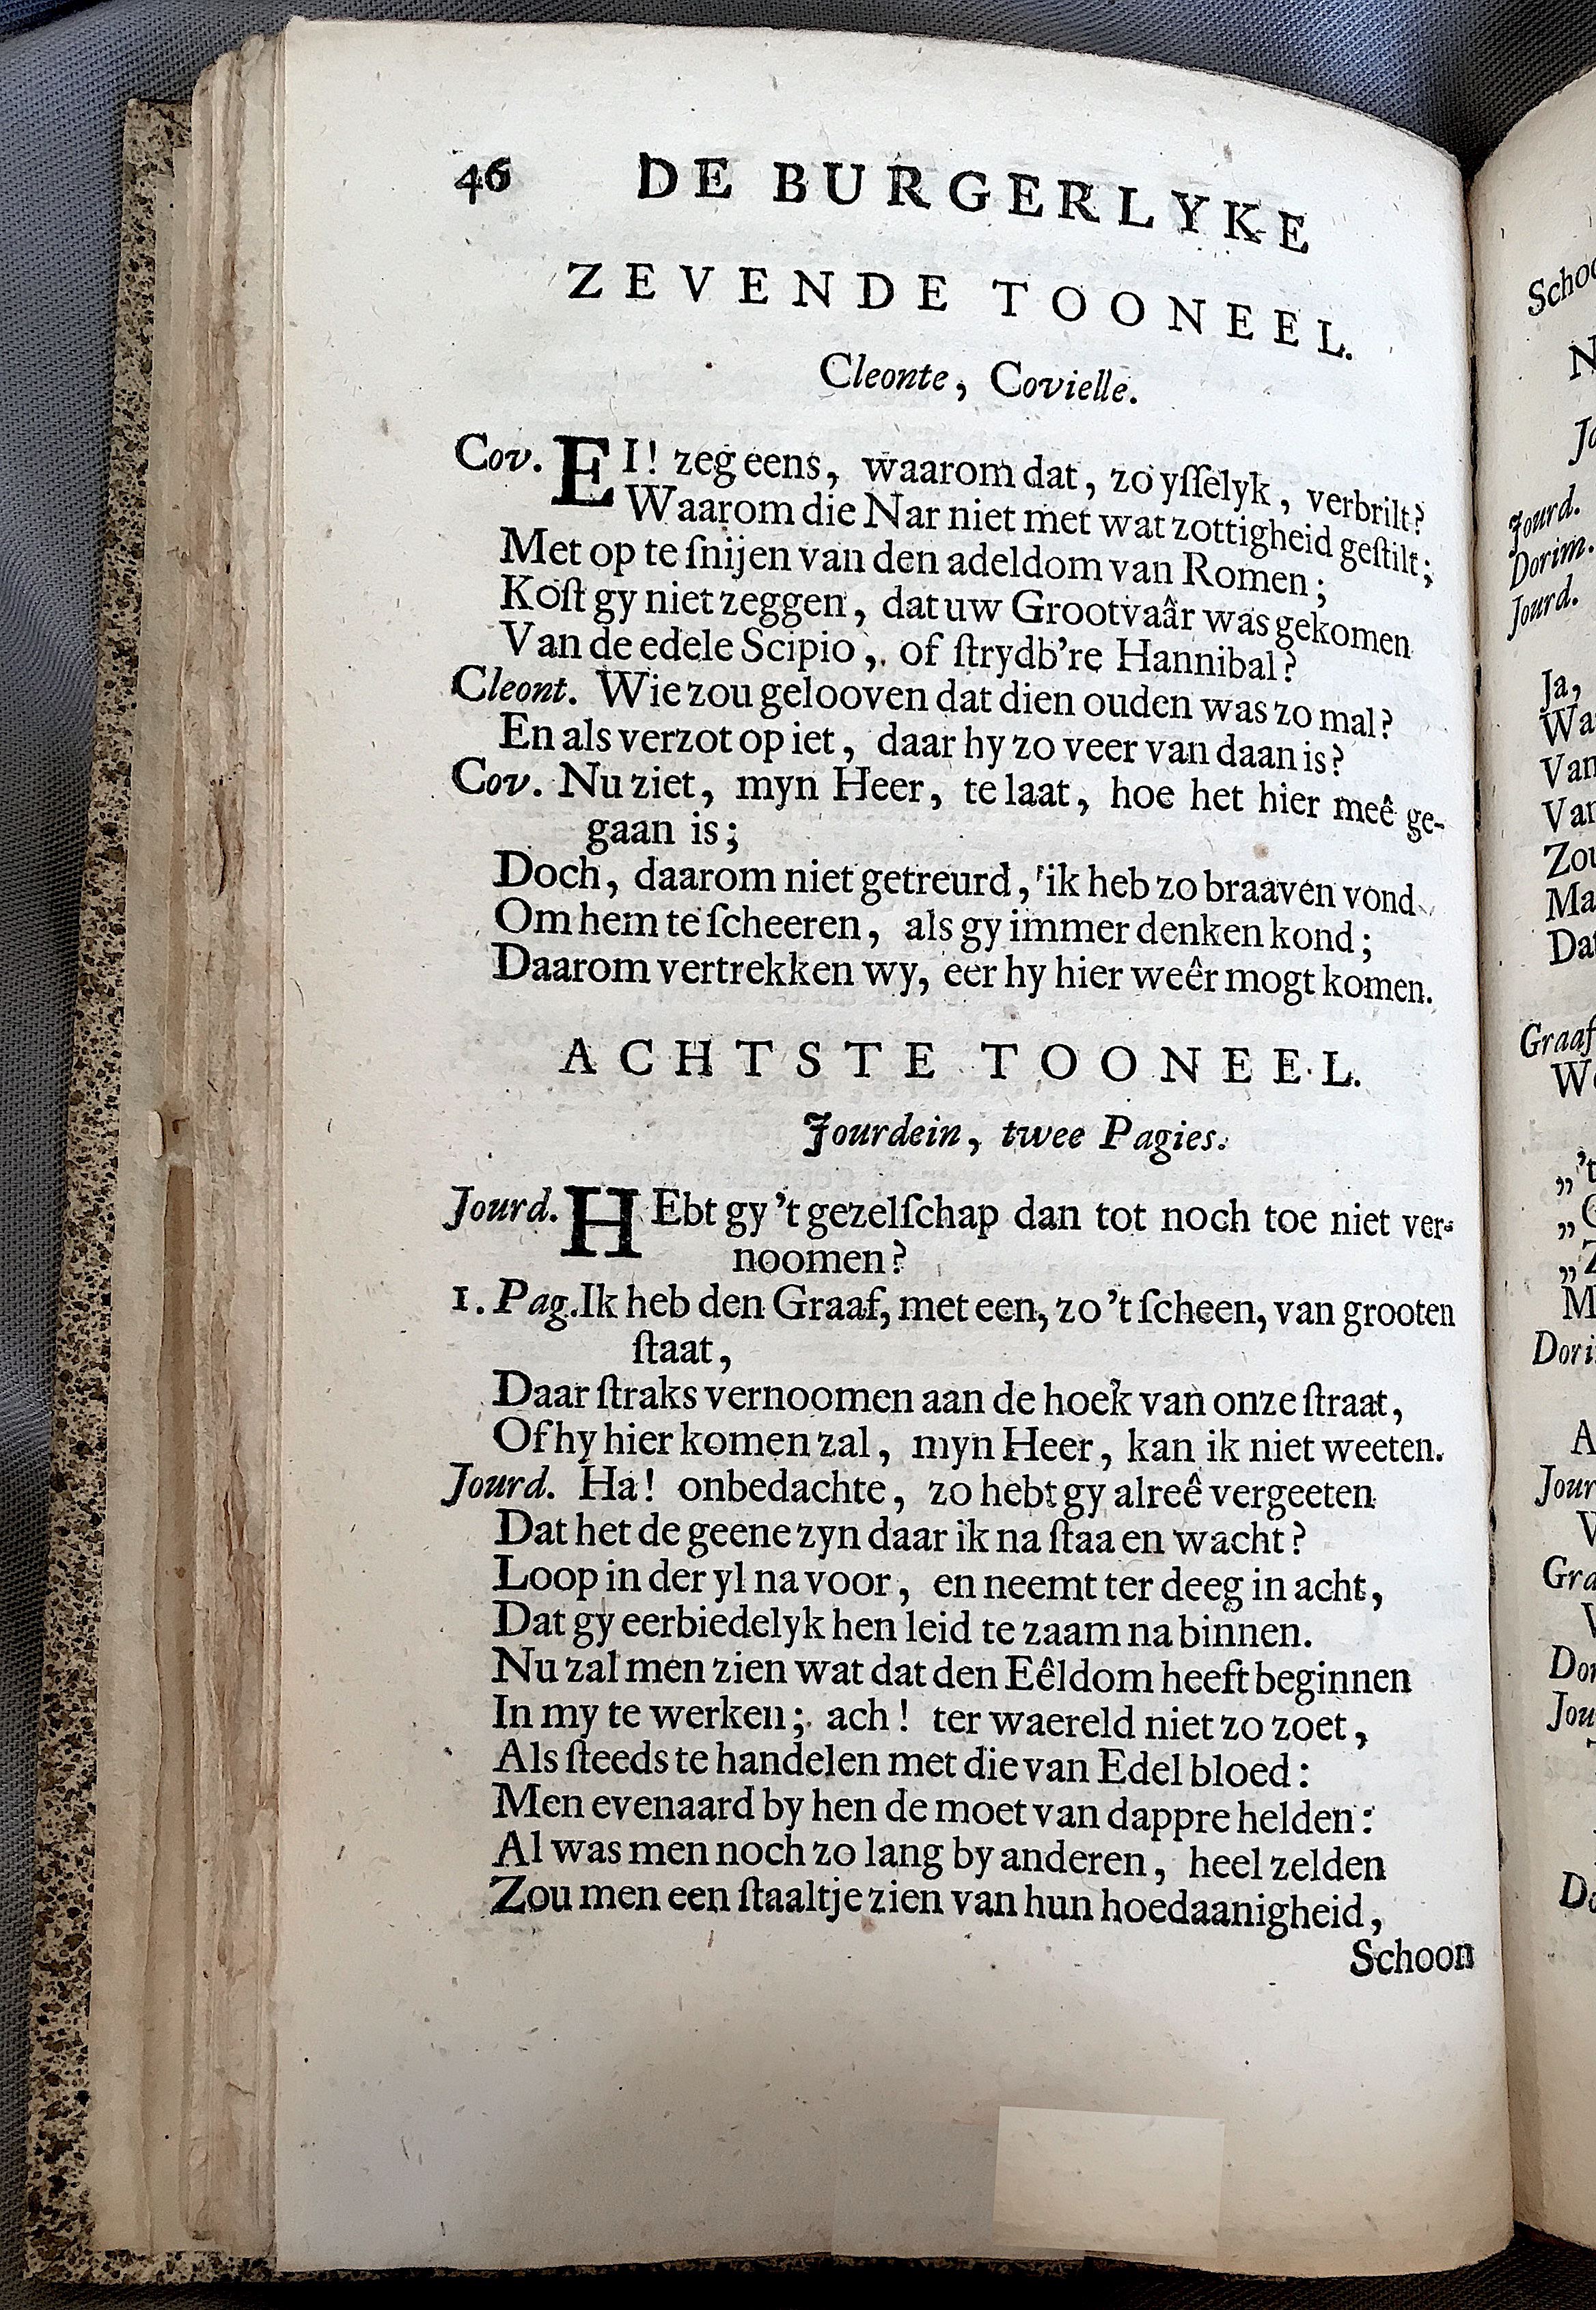 46 DE BURGERLYKE
ZEVENDE TOONEEL.
Cleonte, Covielle.
Cov. EI! zeg eens, waarom dat, zo yſſelyk, verbrilt?
Waarom die Nar niet met wat zottigheid geſtilt;
Met op te ſnijen van den adeldom van Romen;
Koſt gy niet zeggen, dat uw Grootvaâr was gekomen
Van de edele Scipio, of ſtrydb're Hannibal?
Cleont. Wie zou gelooven dat dien ouden was zo mal?
En als verzot op iet, daar hy zo veer van daan is?
Cov. Nu ziet, myn Heer, te laat, hoe het hier meê ge-
gaan is;
Doch, daarom niet getreurd, 'ik heb zo braaven vond
Om hem te ſcheeren, als gy immer denken kond;
Daarom vertrekken wy, eer hy hier weêr mogt komen.
ACHTSTE TOONEEL.
Jourdein, twee Pagies.
Jourd. HEbt gy 't gezelſchap dan tot noch toe niet ver-
noomen?
1. Pag. Ik heb den Graaf, met een, zo 't ſcheen, van grooten
ſtaat,
Daar ſtraks vernoomen aan de hoek van onze ſtraat,
Of hy hier komen zal, myn Heer, kan ik niet weeten.
Jourd. Ha! onbedachte, zo hebt gy alreê vergeeten
Dat het de geene zyn daar ik na ſtaa en wacht?
Loop in der yl na voor, en neemt ter deeg in acht,
Dat gy eerbiedelyk hen leid te zaam na binnen.
Nu zal men zien wat dat den Eêldom heeft beginnen
In my te werken; ach! ter waereld niet zo zoet,
Als ſteeds te handelen met die van Edel bloed:
Men evenaard by hen de moet van dappre helden:
Al was men noch zo lang by anderen, heel zelden
Zou men een ſtaaltje zien van hun hoedaanigheid,
Schoon
Jourd.
Dorim.
Jourd.
Ja,